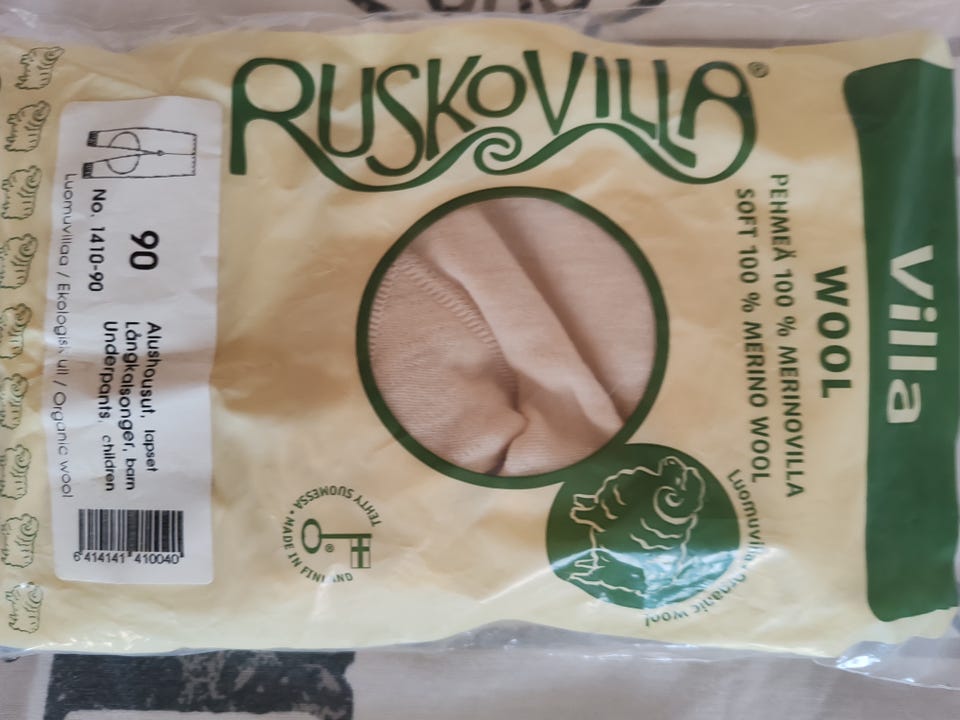 RUSKOVILLA®
Villa
WOOL
PEHMEÄ 100 % MERINOVILLA
SOFT 100 % MERINO WOOL
Luomuvilla • Organic wool
TEHTY SUOMESSA • MADE IN FINLAND
®
90
No. 1410-90
Alushousut, lapset
Långkalsonger, barn
Underpants, children
Luomuvillaa / Ekologisk ull / Organic wool
6 414141 410040